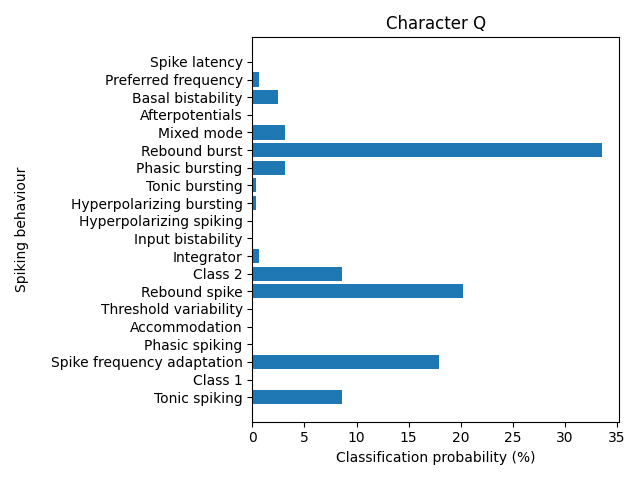 Character Q
Spiking behaviour
Spike latency
Preferred frequency
Basal bistability
Afterpotentials
Mixed mode
Rebound burst
Phasic bursting
Tonic bursting
Hyperpolarizing bursting
Hyperpolarizing spiking
Input bistability
Integrator
Class 2
Rebound spike
Threshold variability
Accommodation
Phasic spiking
Spike frequency adaptation
Class 1
Tonic spiking
0 5 10 15 20 25 30 35
Classification probability (%)